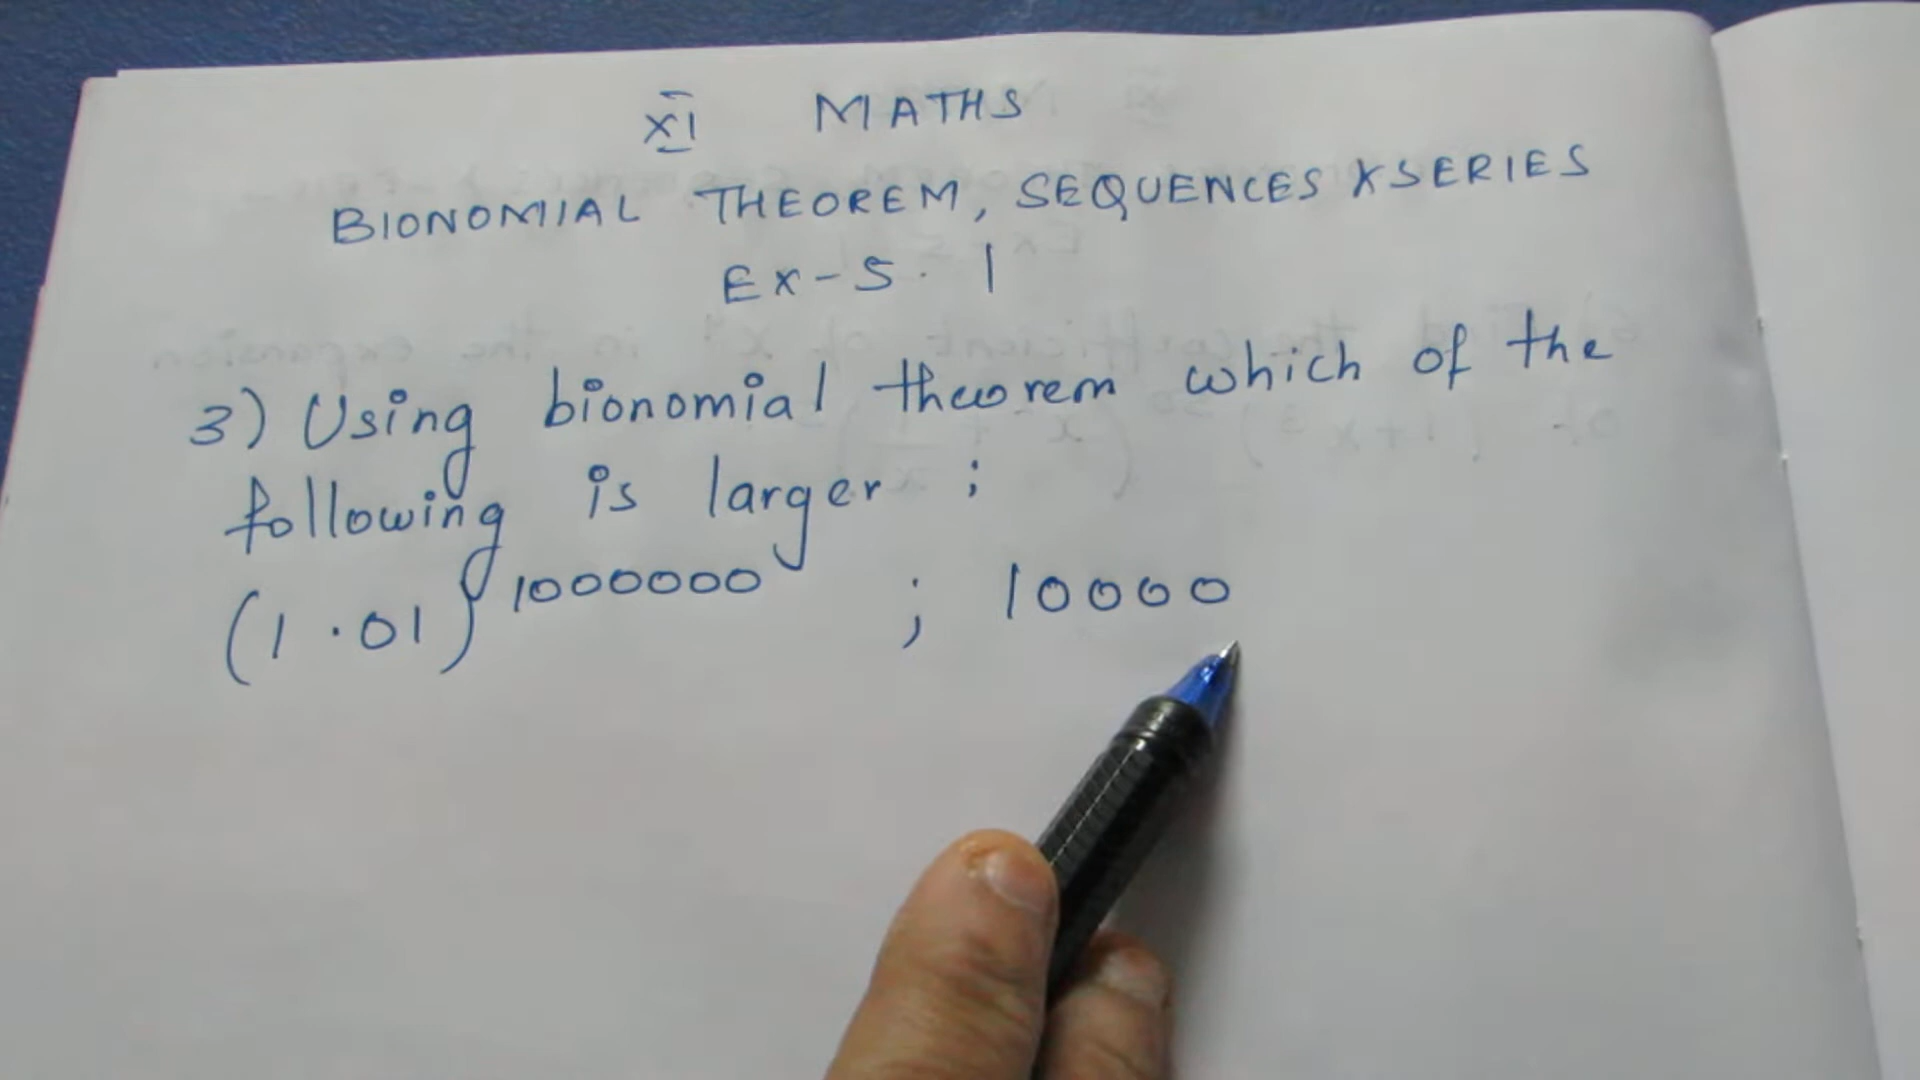 XI MATHS
BIONOMIAL THEOREM, SEQUENCES & SERIES
Ex-5.1
3) Using bionomial theorem which of the
following is larger ;
(1.01)^1000000 ; 10000